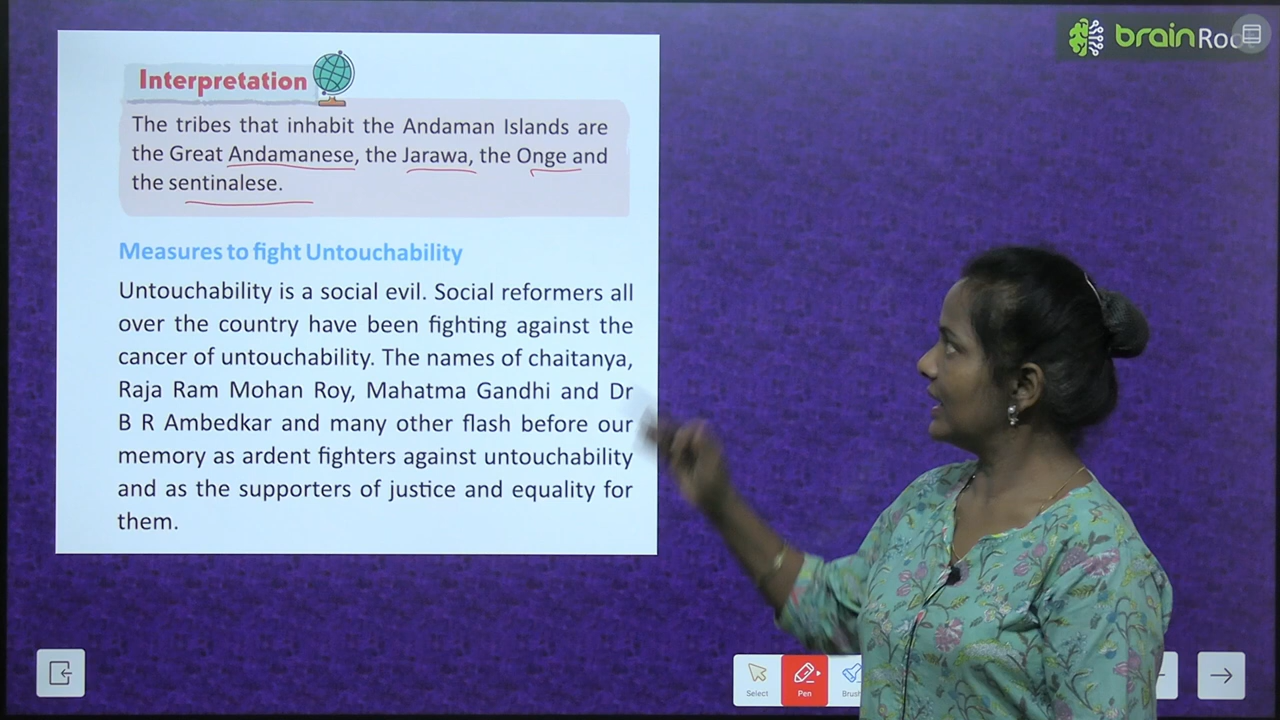 brainRoot
Interpretation
The tribes that inhabit the Andaman Islands are
the Great Andamanese, the Jarawa, the Onge and
the sentinalese.
Measures to fight Untouchability
Untouchability is a social evil. Social reformers all
over the country have been fighting against the
cancer of untouchability. The names of chaitanya,
Raja Ram Mohan Roy, Mahatma Gandhi and Dr
B R Ambedkar and many other flash before our
memory as ardent fighters against untouchability
and as the supporters of justice and equality for
them.
Select
Pen
Brush